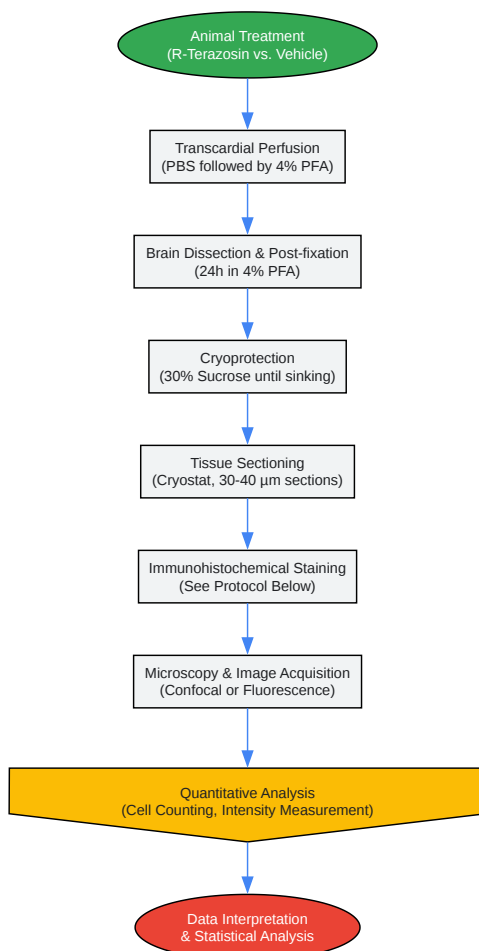 Animal Treatment
(R-Terazosin vs. Vehicle)
Transcardial Perfusion
(PBS followed by 4% PFA)
Brain Dissection & Post-fixation
(24h in 4% PFA)
Cryoprotection
(30% Sucrose until sinking)
Tissue Sectioning
(Cryostat, 30-40 µm sections)
Immunohistochemical Staining
(See Protocol Below)
Microscopy & Image Acquisition
(Confocal or Fluorescence)
Quantitative Analysis
(Cell Counting, Intensity Measurement)
Data Interpretation
& Statistical Analysis